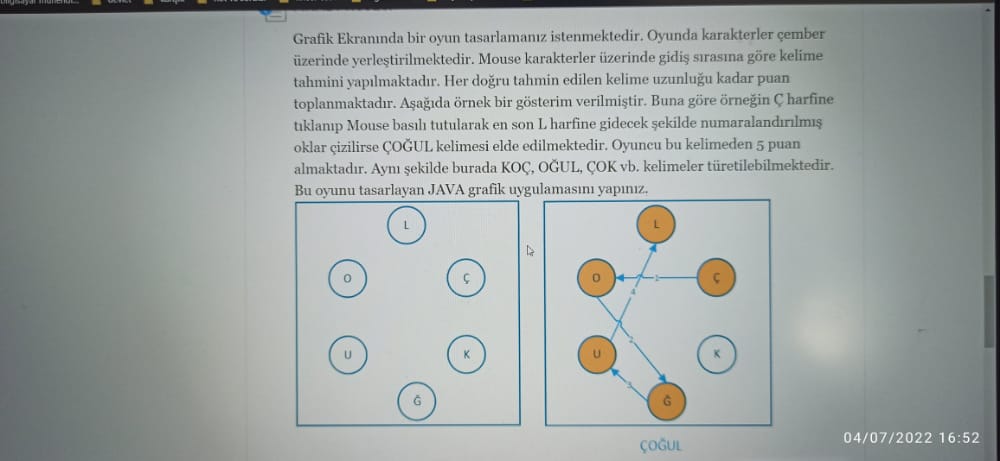 Grafik Ekranında bir oyun tasarlamanız istenmektedir. Oyunda karakterler çember
üzerinde yerleştirilmektedir. Mouse karakterler üzerinde gidiş sırasına göre kelime
tahmini yapılmaktadır. Her doğru tahmin edilen kelime uzunluğu kadar puan
toplanmaktadır. Aşağıda örnek bir gösterim verilmiştir. Buna göre örneğin Ç harfine
tıklanıp Mouse basılı tutularak en son L harfine gidecek şekilde numaralandırılmış
oklar çizilirse ÇOĞUL kelimesi elde edilmektedir. Oyuncu bu kelimeden 5 puan
almaktadır. Aynı şekilde burada KOÇ, OĞUL, ÇOK vb. kelimeler türetilebilmektedir.
Bu oyunu tasarlayan JAVA grafik uygulamasını yapınız.
L
O
Ç
U
K
Ğ
L
O
1
Ç
4
2
U
K
3
Ğ
ÇOĞUL
04/07/2022 16:52